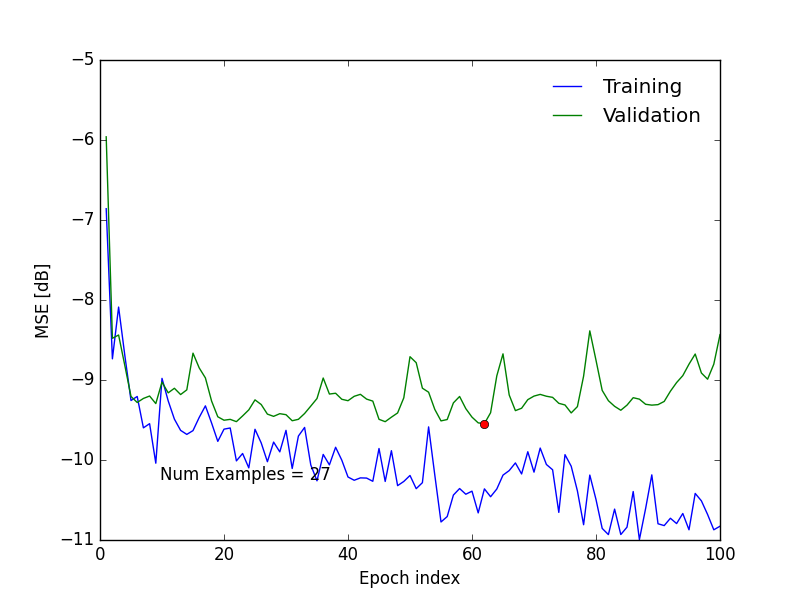 Training
Validation
MSE [dB]
−5
−6
−7
−8
−9
−10
−11
Num Examples = 27
0 20 40 60 80 100
Epoch index